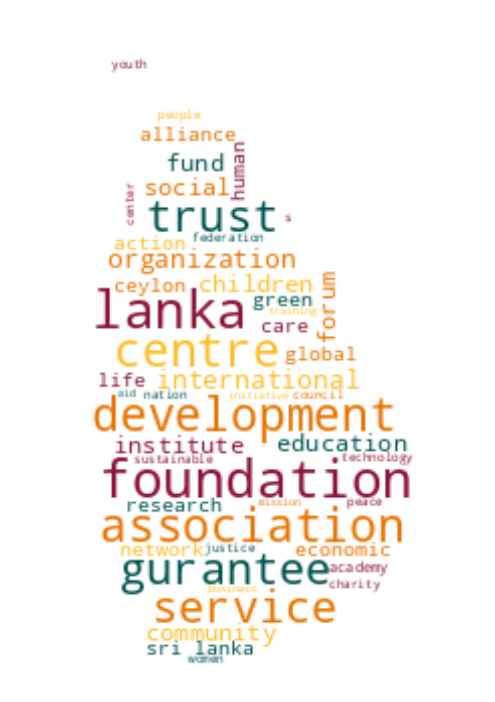 youth
people
alliance
human
fund
center
social
trust
s
federation
action
organization
ceylon
children
forum
lanka
green
training
care
centre
global
life
international
aid
nation
initiative
council
development
institute
education
sustainable
technology
foundation
research
mission
peace
association
network
justice
economic
gurantee
academy
charity
business
service
community
sri lanka
women